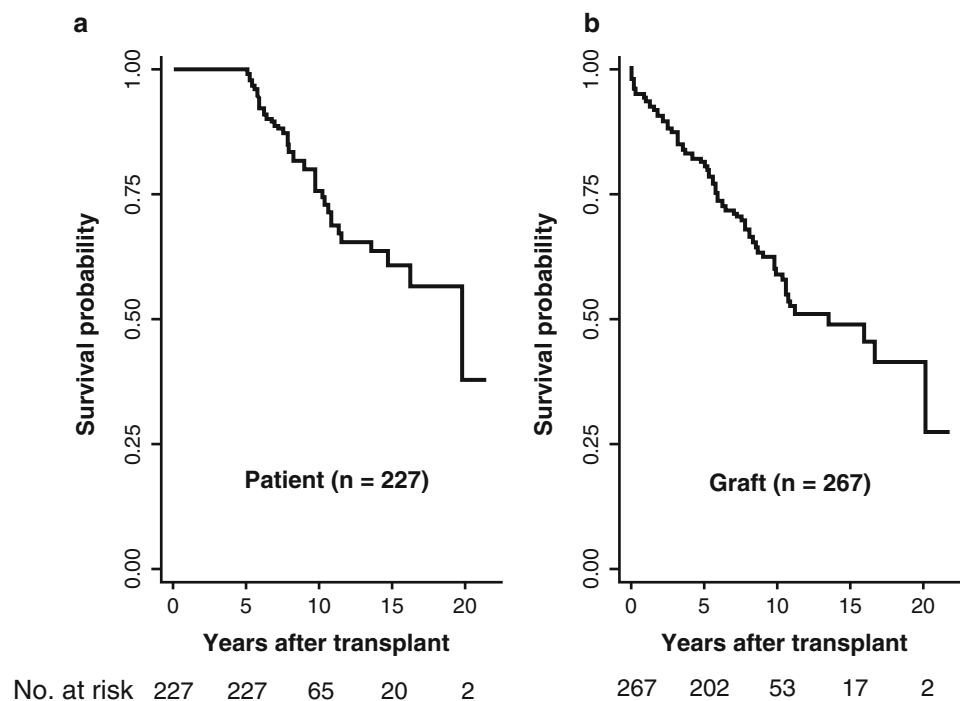 a
1.00
0.75
0.50
0.25
0.00
Survival probability
Patient (n = 227)
0 5 10 15 20
Years after transplant
b
1.00
0.75
0.50
0.25
0.00
Survival probability
Graft (n = 267)
0 5 10 15 20
Years after transplant
No. at risk 227 227 65 20 2
267 202 53 17 2